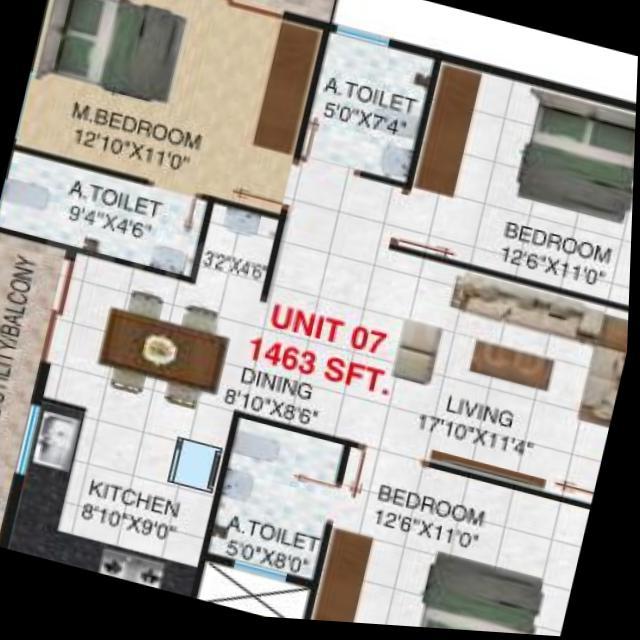 A.TOILET
5'0"X7'4"
M.BEDROOM
12'10"X11'0"
A.TOILET
9'4"X4'6"
3'2"X4'6"
BEDROOM
12'6"X11'0"
UTILITY/BALCONY
UNIT 07
1463 SFT.
DINING
8'10"X8'6"
LIVING
17'10"X11'4"
KITCHEN
8'10"X9'0"
BEDROOM
12'6"X11'0"
A.TOILET
5'0"X8'0"